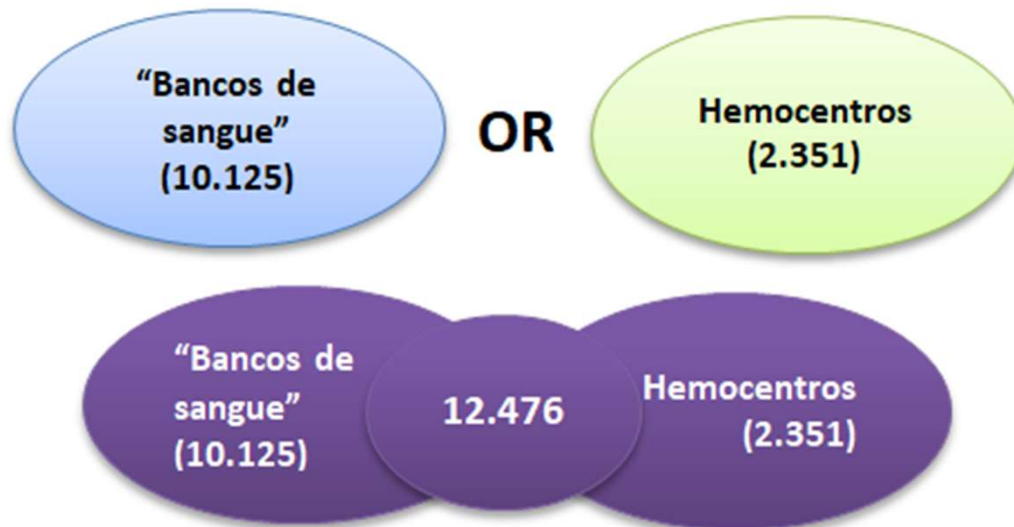 “Bancos de
sangue”
(10.125)
OR
Hemocentros
(2.351)
“Bancos de
sangue”
(10.125)
12.476
Hemocentros
(2.351)